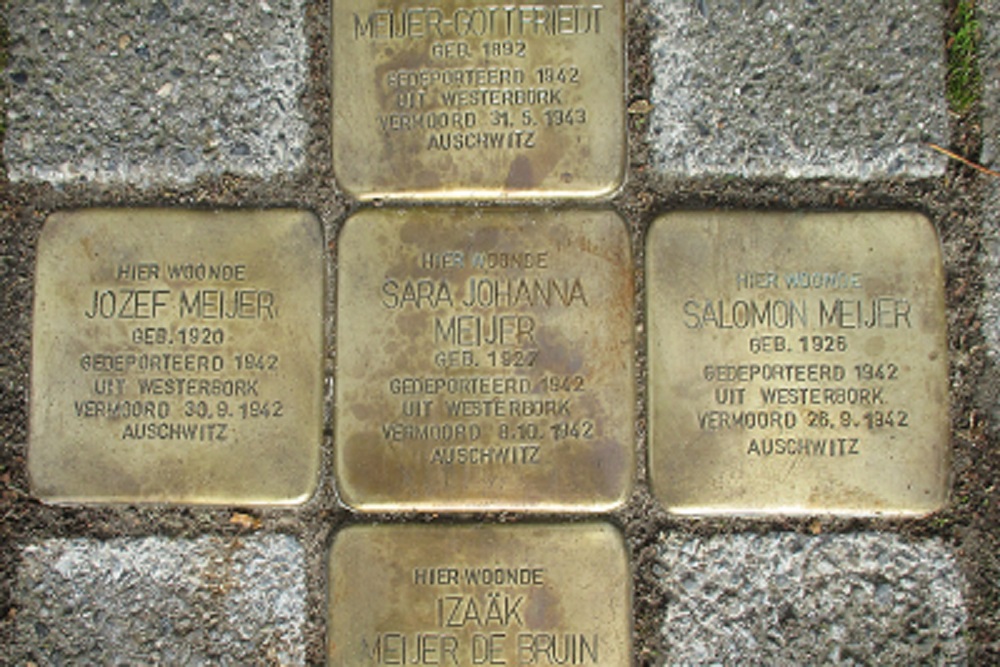 MEIJER-GOTTFRIEDT
GEB. 1892
GEDEPORTEERD 1942
UIT WESTERBORK
VERMOORD 31.5.1943
AUSCHWITZ
HIER WOONDE
JOZEF MEIJER
GEB. 1920
GEDEPORTEERD 1942
UIT WESTERBORK
VERMOORD 30.9.1942
AUSCHWITZ
HIER WOONDE
SARA JOHANNA
MEIJER
GEB. 1927
GEDEPORTEERD 1942
UIT WESTERBORK
VERMOORD 8.10.1942
AUSCHWITZ
HIER WOONDE
SALOMON MEIJER
GEB. 1926
GEDEPORTEERD 1942
UIT WESTERBORK
VERMOORD 26.9.1942
AUSCHWITZ
HIER WOONDE
IZAÄK
MEIJER DE BRUIN